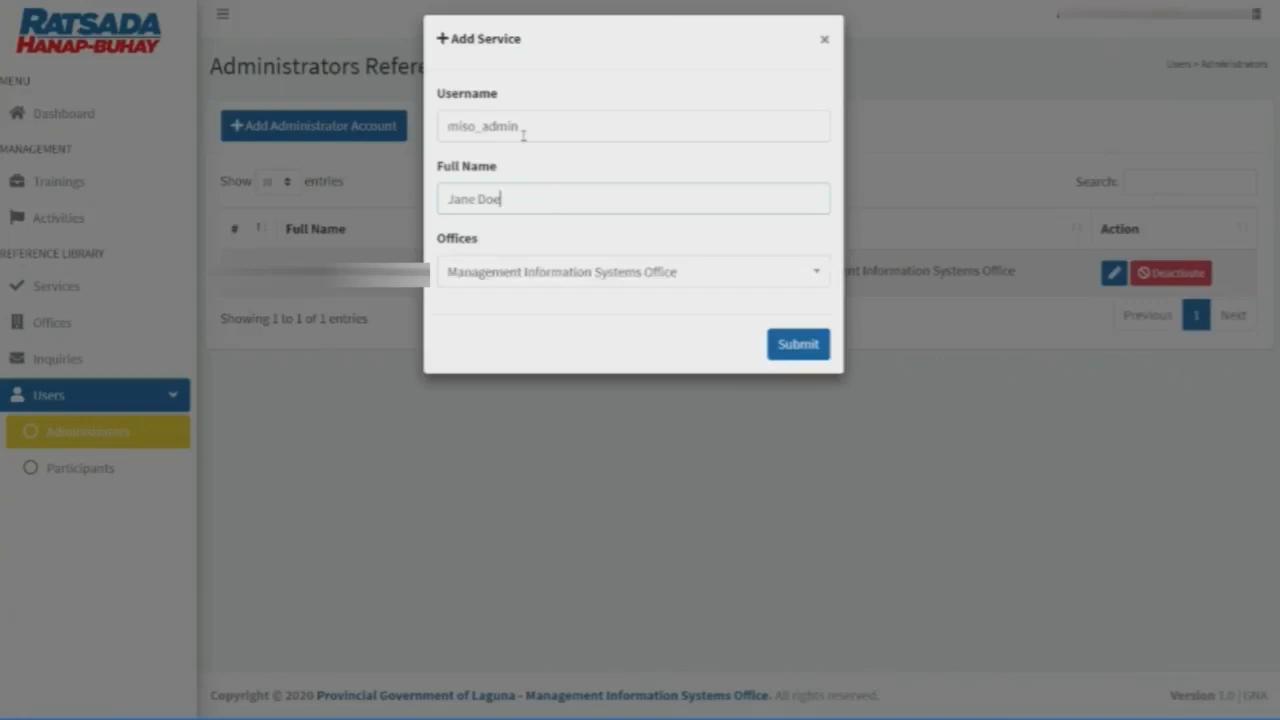 RATSADA
HANAP-BUHAY
MENU
Dashboard
MANAGEMENT
Trainings
Activities
REFERENCE LIBRARY
Services
Offices
Inquiries
Users
Administrators
Participants
Administrators Refere
Users > Administrators
Add Administrator Account
Show 10 entries
Search:
#
Full Name
Action
nt Information Systems Office
Deactivate
Showing 1 to 1 of 1 entries
Previous
1
Next
Add Service
×
Username
miso_admin
Full Name
Jane Doe
Offices
Management Information Systems Office
Submit
Copyright © 2020 Provincial Government of Laguna - Management Information Systems Office. All rights reserved.
Version 1.0 | GNA